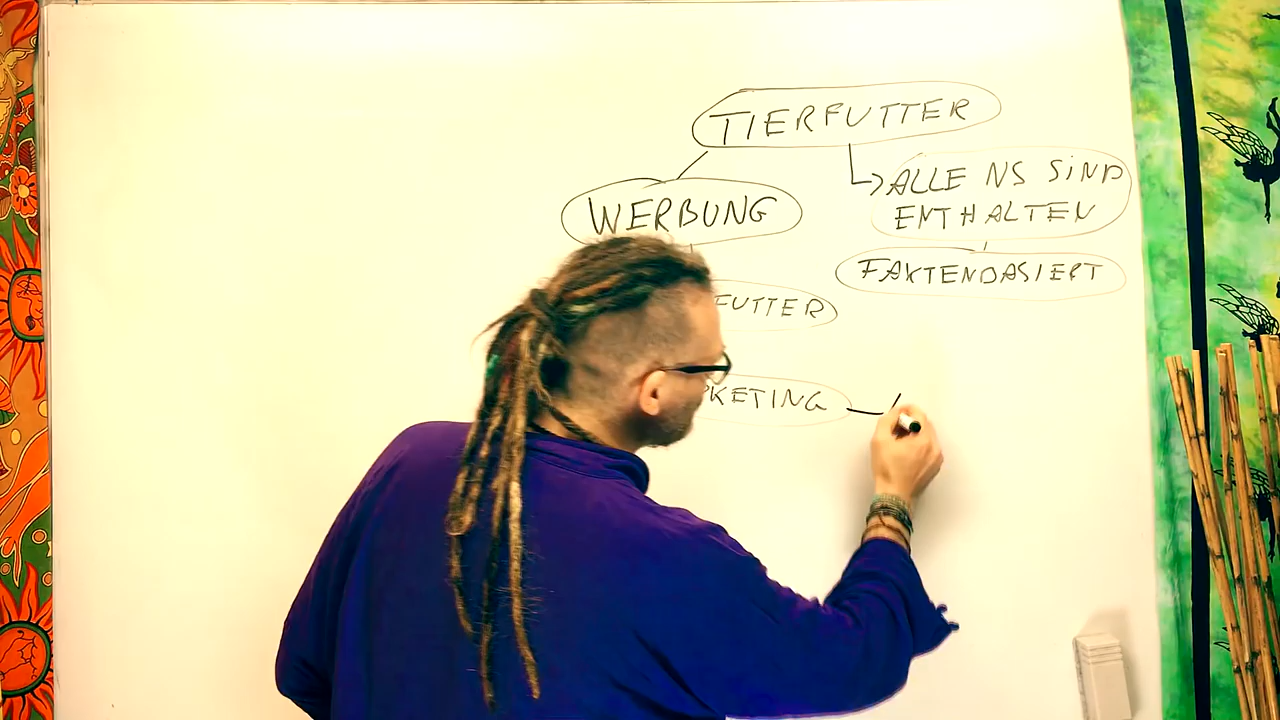 TIERFUTTER
WERBUNG
ALLE NS SIND
ENTHALTEN
FAKTENBASIERT
FUTTER
KETING